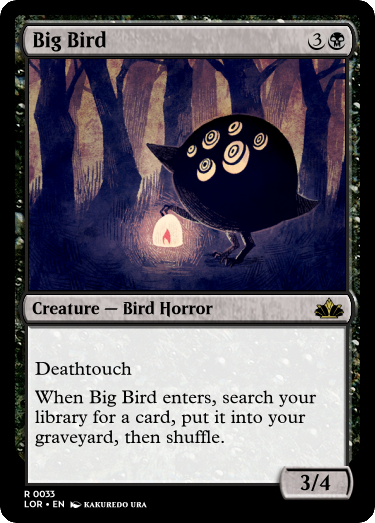 Big Bird 3
Creature — Bird Horror
Deathtouch
When Big Bird enters, search your
library for a card, put it into your
graveyard, then shuffle.
3/4
R 0033
LOR • EN KAKUREDO URA